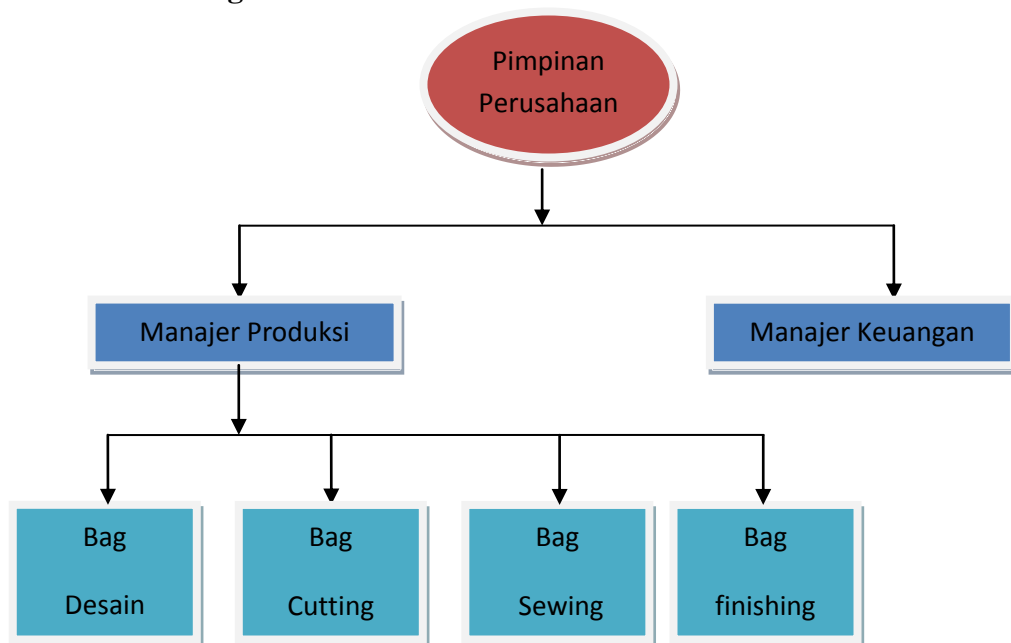 Pimpinan
Perusahaan
Manajer Produksi
Manajer Keuangan
Bag
Desain
Bag
Cutting
Bag
Sewing
Bag
finishing